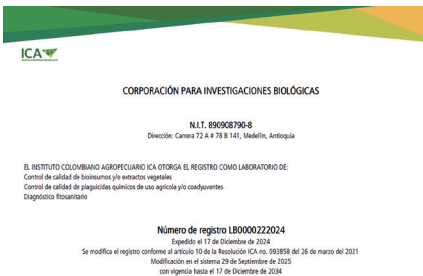 ICA
CORPORACIÓN PARA INVESTIGACIONES BIOLÓGICAS
N.I.T. 890908790-8
Dirección: Carrera 72 A # 78 B 141, Medellín, Antioquia
EL INSTITUTO COLOMBIANO AGROPECUARIO ICA OTORGA EL REGISTRO COMO LABORATORIO DE:
Control de calidad de bioinsumos y/o extractos vegetales
Control de calidad de plaguicidas químicos de uso agrícola y/o coadyuvantes
Diagnóstico fitosanitario
Número de registro LB0000222024
Expedido el 17 de Diciembre de 2024
Se modifica el registro conforme al artículo 10 de la Resolución ICA no. 093858 del 26 de marzo del 2021
Modificación en el sistema 29 de Septiembre de 2025
con vigencia hasta el 17 de Diciembre de 2034